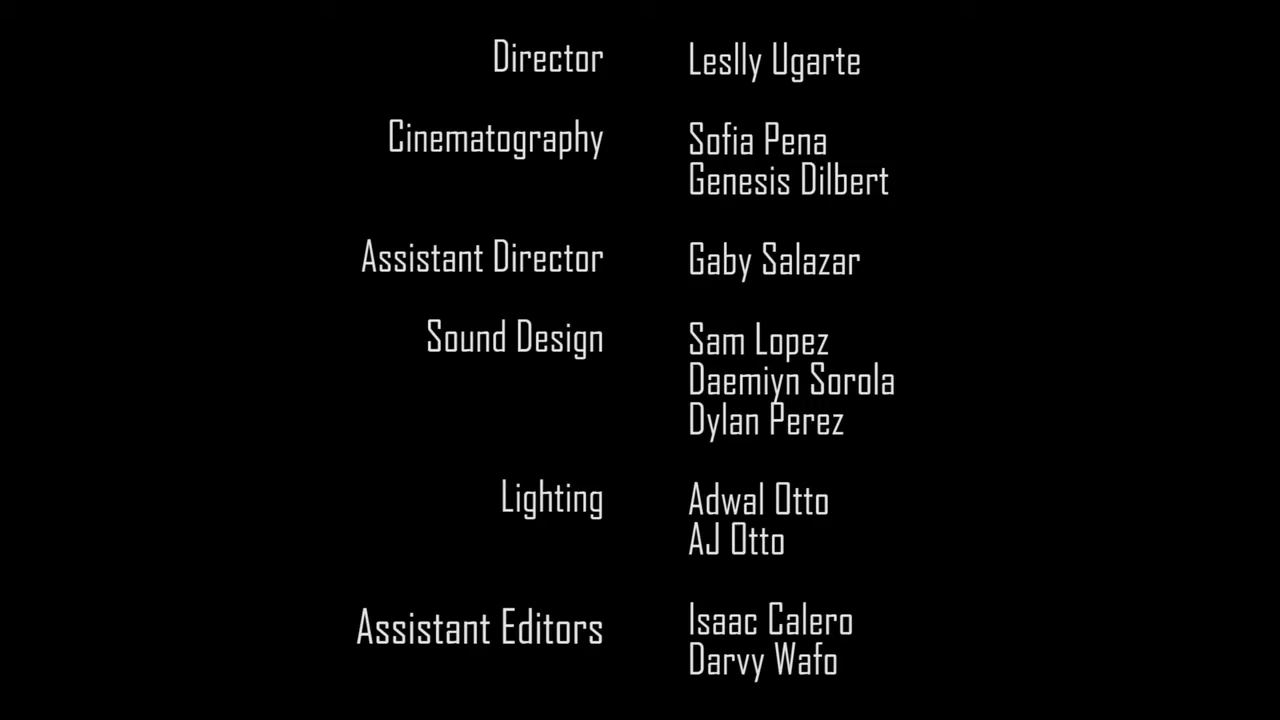 Director Leslly Ugarte
Cinematography Sofia Pena
Genesis Dilbert
Assistant Director Gaby Salazar
Sound Design Sam Lopez
Daemiyn Sorola
Dylan Perez
Lighting Adwal Otto
AJ Otto
Assistant Editors Isaac Calero
Darvy Wafo